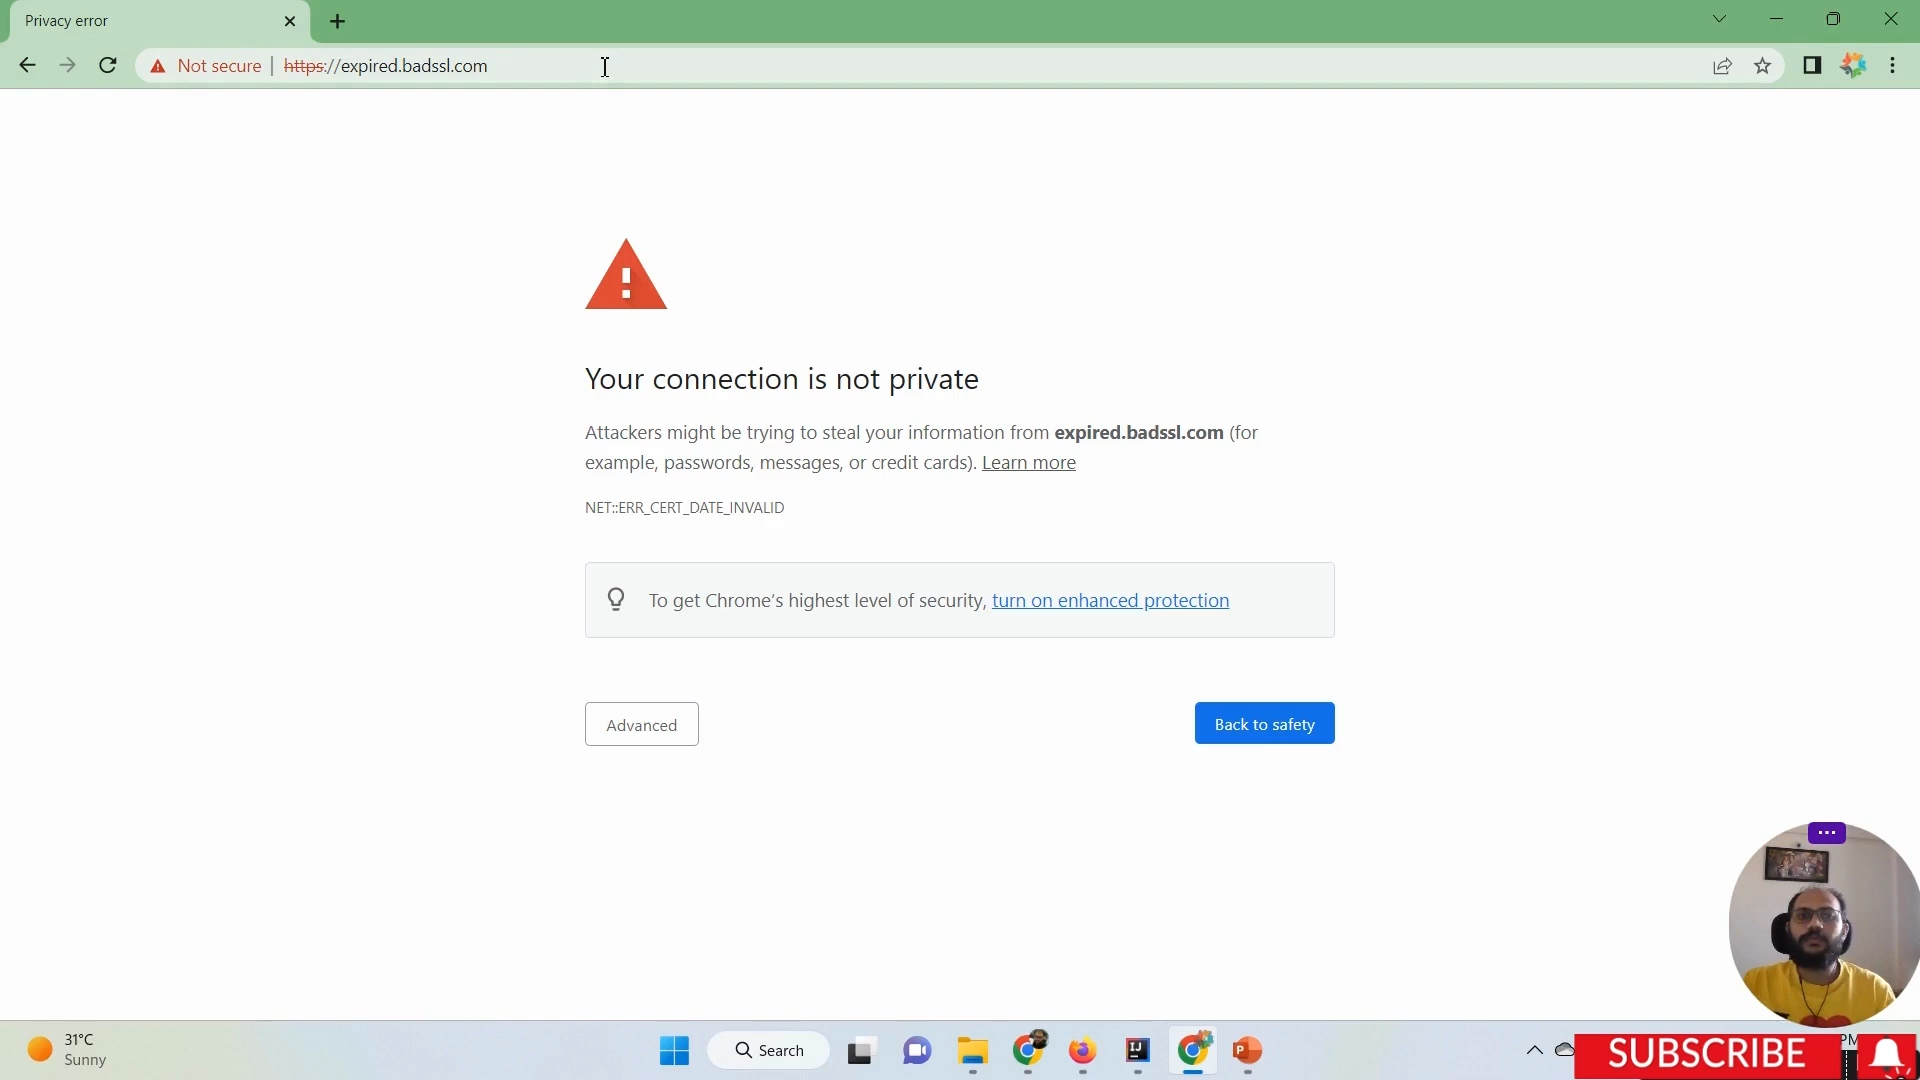 Privacy error
Not secure | https://expired.badssl.com
Your connection is not private
Attackers might be trying to steal your information from expired.badssl.com (for
example, passwords, messages, or credit cards). Learn more
NET::ERR_CERT_DATE_INVALID
To get Chrome's highest level of security, turn on enhanced protection
Advanced
Back to safety
31°C
Sunny
Search
IJ
P
PM
SUBSCRIBE